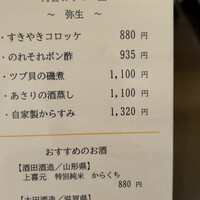 ～ 弥生 ～
・すきやきコロッケ 880 円
・のれそれポン酢 935 円
・ツブ貝の磯煮 1,100 円
・あさりの酒蒸し 1,100 円
・自家製からすみ 1,320 円
おすすめのお酒
【酒田酒造／山形県】
上喜元 特別純米 からくち
880 円